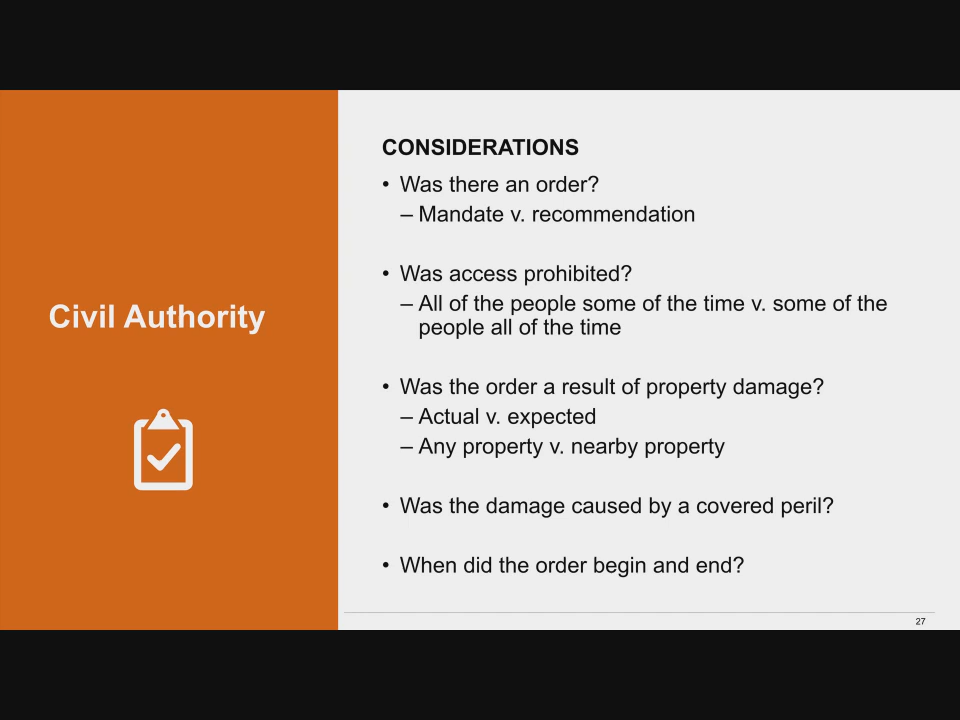 Civil Authority
CONSIDERATIONS
• Was there an order?
– Mandate v. recommendation
• Was access prohibited?
– All of the people some of the time v. some of the
people all of the time
• Was the order a result of property damage?
– Actual v. expected
– Any property v. nearby property
• Was the damage caused by a covered peril?
• When did the order begin and end?
27